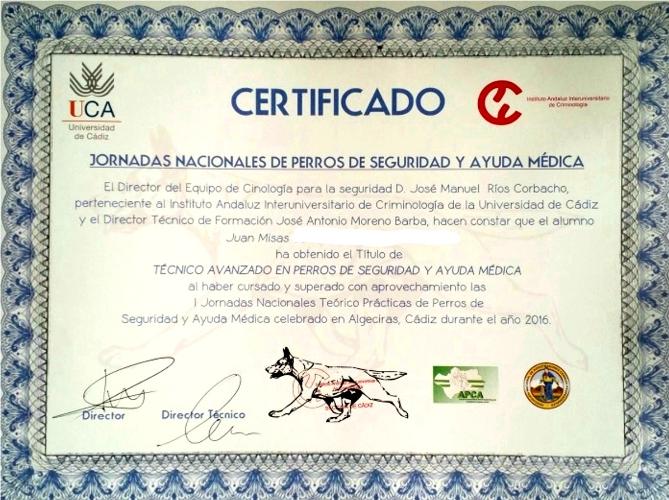 UCA
Universidad
de Cádiz
CERTIFICADO
Instituto Andaluz Interuniversitario
de Criminología
JORNADAS NACIONALES DE PERROS DE SEGURIDAD Y AYUDA MÉDICA
El Director del Equipo de Cinología para la seguridad D. José Manuel Ríos Corbacho,
perteneciente al Instituto Andaluz Interuniversitario de Criminología de la Universidad de Cádiz
y el Director Técnico de Formación José Antonio Moreno Barba, hacen constar que el alumno
Juan Misas
ha obtenido el Título de
TÉCNICO AVANZADO EN PERROS DE SEGURIDAD Y AYUDA MÉDICA
al haber cursado y superado con aprovechamiento las
I Jornadas Nacionales Teórico Prácticas de Perros de
Seguridad y Ayuda Médica celebrado en Algeciras, Cádiz durante el año 2016.
Director
Director Técnico
APCA